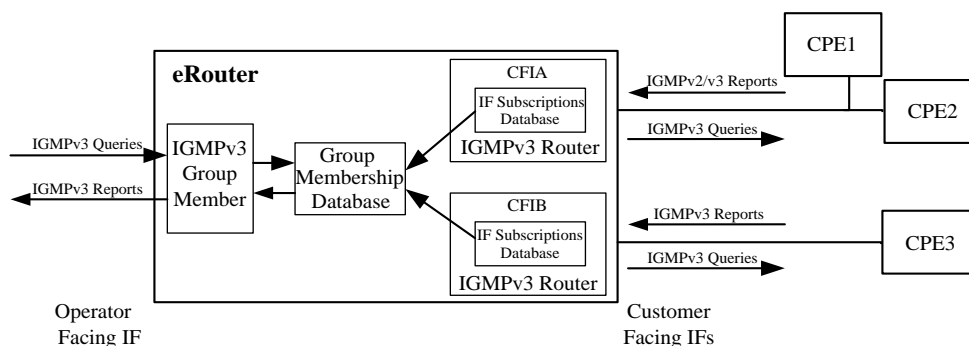 eRouter
CFIA
IF Subscriptions
Database
IGMPv3 Router
CFIB
IF Subscriptions
Database
IGMPv3 Router
IGMPv3
Group
Member
Group
Membership
Database
IGMPv3 Queries
IGMPv3 Reports
IGMPv2/v3 Reports
IGMPv3 Queries
IGMPv3 Reports
IGMPv3 Queries
CPE1
CPE2
CPE3
Operator
Facing IF
Customer
Facing IFs